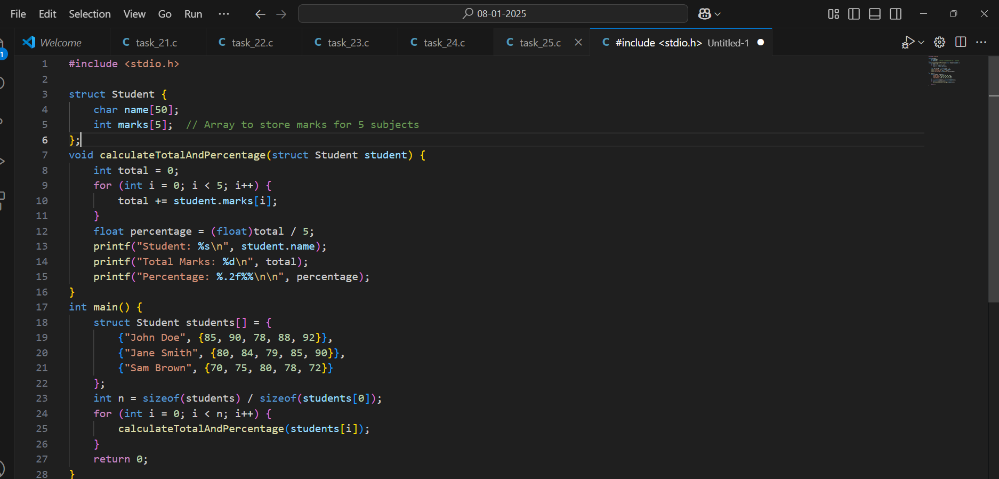 File Edit Selection View Go Run ··· 08-01-2025
Welcome task_21.c task_22.c task_23.c task_24.c task_25.c #include <stdio.h> Untitled-1
1
1 #include <stdio.h>
2
3 struct Student {
4     char name[50];
5     int marks[5];  // Array to store marks for 5 subjects
6 };
7 void calculateTotalAndPercentage(struct Student student) {
8     int total = 0;
9     for (int i = 0; i < 5; i++) {
10         total += student.marks[i];
11     }
12     float percentage = (float)total / 5;
13     printf("Student: %s\n", student.name);
14     printf("Total Marks: %d\n", total);
15     printf("Percentage: %.2f%%\n\n", percentage);
16 }
17 int main() {
18     struct Student students[] = {
19         {"John Doe", {85, 90, 78, 88, 92}},
20         {"Jane Smith", {80, 84, 79, 85, 90}},
21         {"Sam Brown", {70, 75, 80, 78, 72}}
22     };
23     int n = sizeof(students) / sizeof(students[0]);
24     for (int i = 0; i < n; i++) {
25         calculateTotalAndPercentage(students[i]);
26     }
27     return 0;
28 }